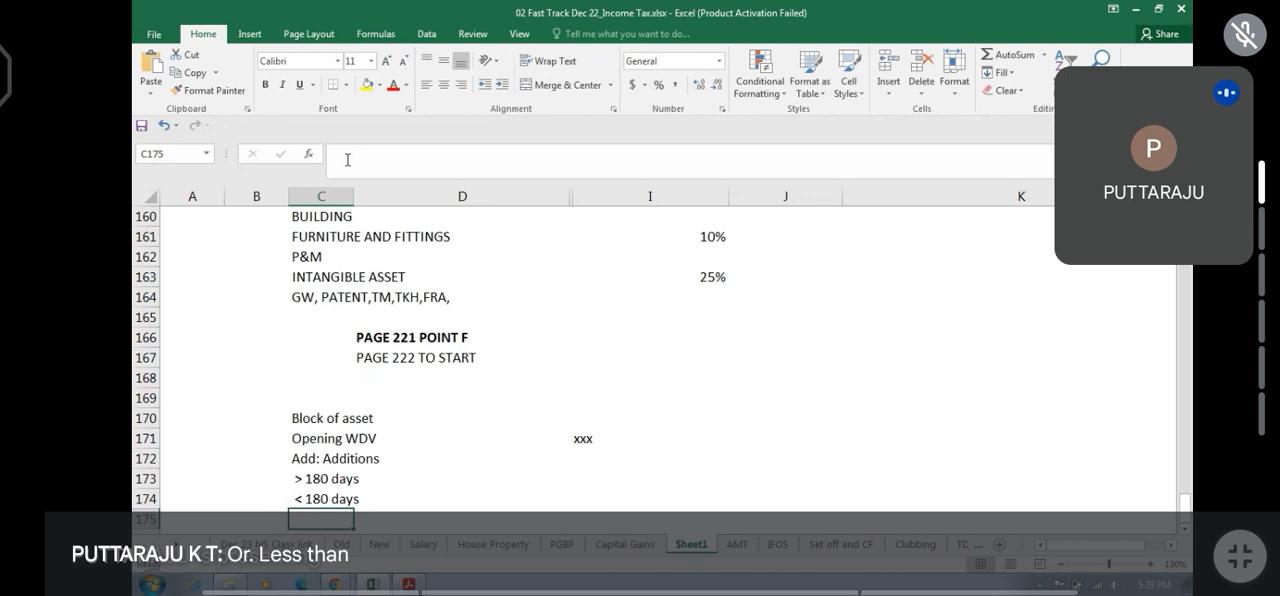 02 Fast Track Dec 22_Income Tax.xlsx - Excel (Product Activation Failed)
File Home Insert Page Layout Formulas Data Review View Tell me what you want to do... Share
Paste Cut Copy Format Painter
Calibri 11 Wrap Text General
B I U Merge & Center $ % ,
Conditional Formatting Format as Table Cell Styles Insert Delete Format
AutoSum Fill Clear
Clipboard Font Alignment Number Styles Cells
P
PUTTARAJU
C175 fx
A B C D I J K
160 BUILDING
161 FURNITURE AND FITTINGS 10%
162 P&M
163 INTANGIBLE ASSET 25%
164 GW, PATENT,TM,TKH,FRA,
165
166 PAGE 221 POINT F
167 PAGE 222 TO START
168
169
170 Block of asset
171 Opening WDV xxx
172 Add: Additions
173 > 180 days
174 < 180 days
175
Old New Salary House Property PGBP Capital Gains Sheet1 AMT IFOS Set off and CF Clubbing
PUTTARAJU K T: Or. Less than
130%
5:29 PM